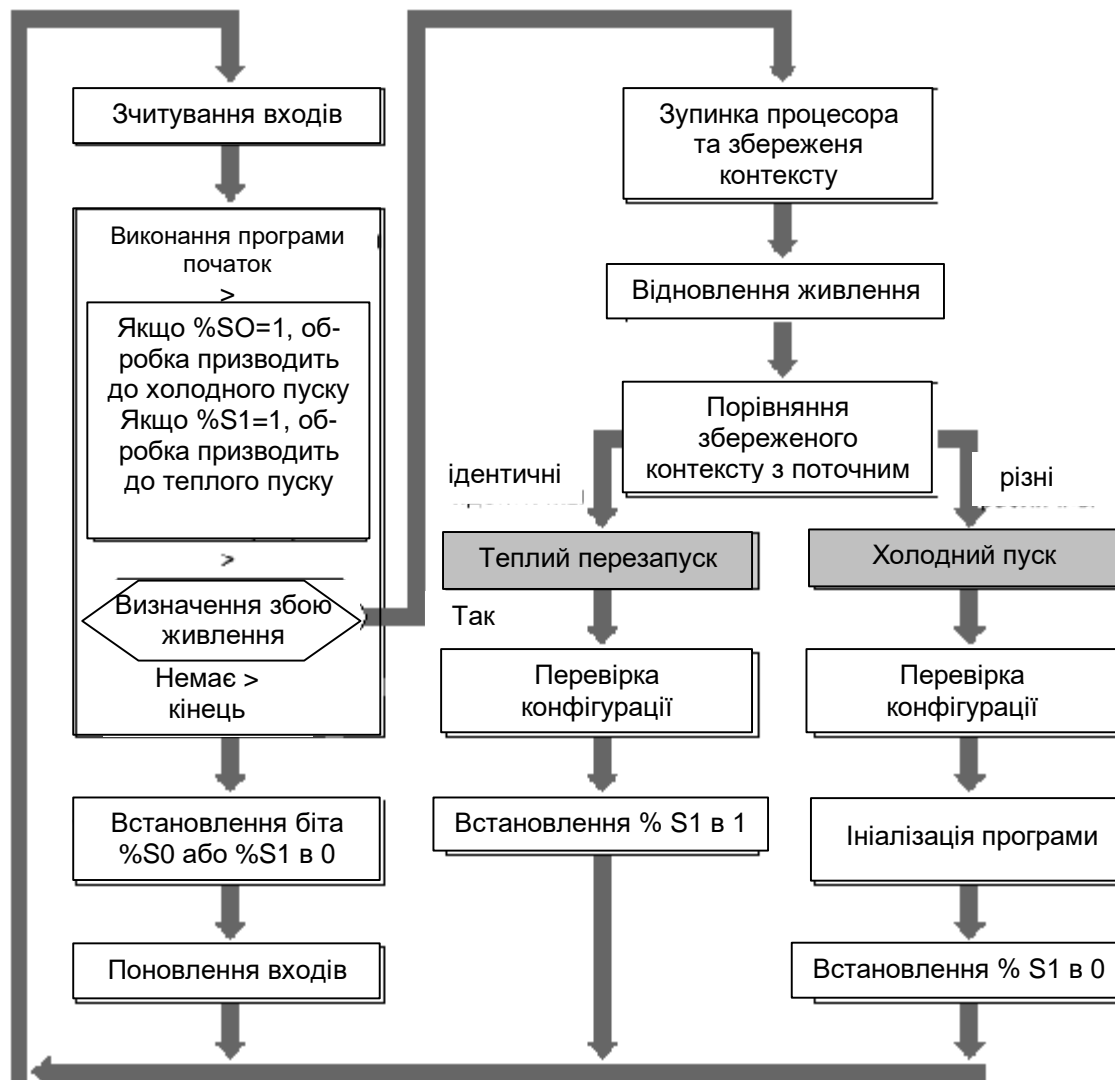 Зчитування входів
Виконання програми
початок
>
Якщо %SO=1, об-
робка призводить
до холодного пуску
Якщо %S1=1, об-
робка призводить
до теплого пуску
>
Визначення збою
живлення
Немає >
кінець
Встановлення біта
%S0 або %S1 в 0
Поновлення входів
Зупинка процесора
та збереженя
контексту
Відновлення живлення
Порівняння
збереженого
контексту з поточним
ідентичні
різні
Теплий перезапуск
Холодний пуск
Так
Перевірка
конфігурації
Перевірка
конфігурації
Встановлення % S1 в 1
Ініалізація програми
Встановлення % S1 в 0